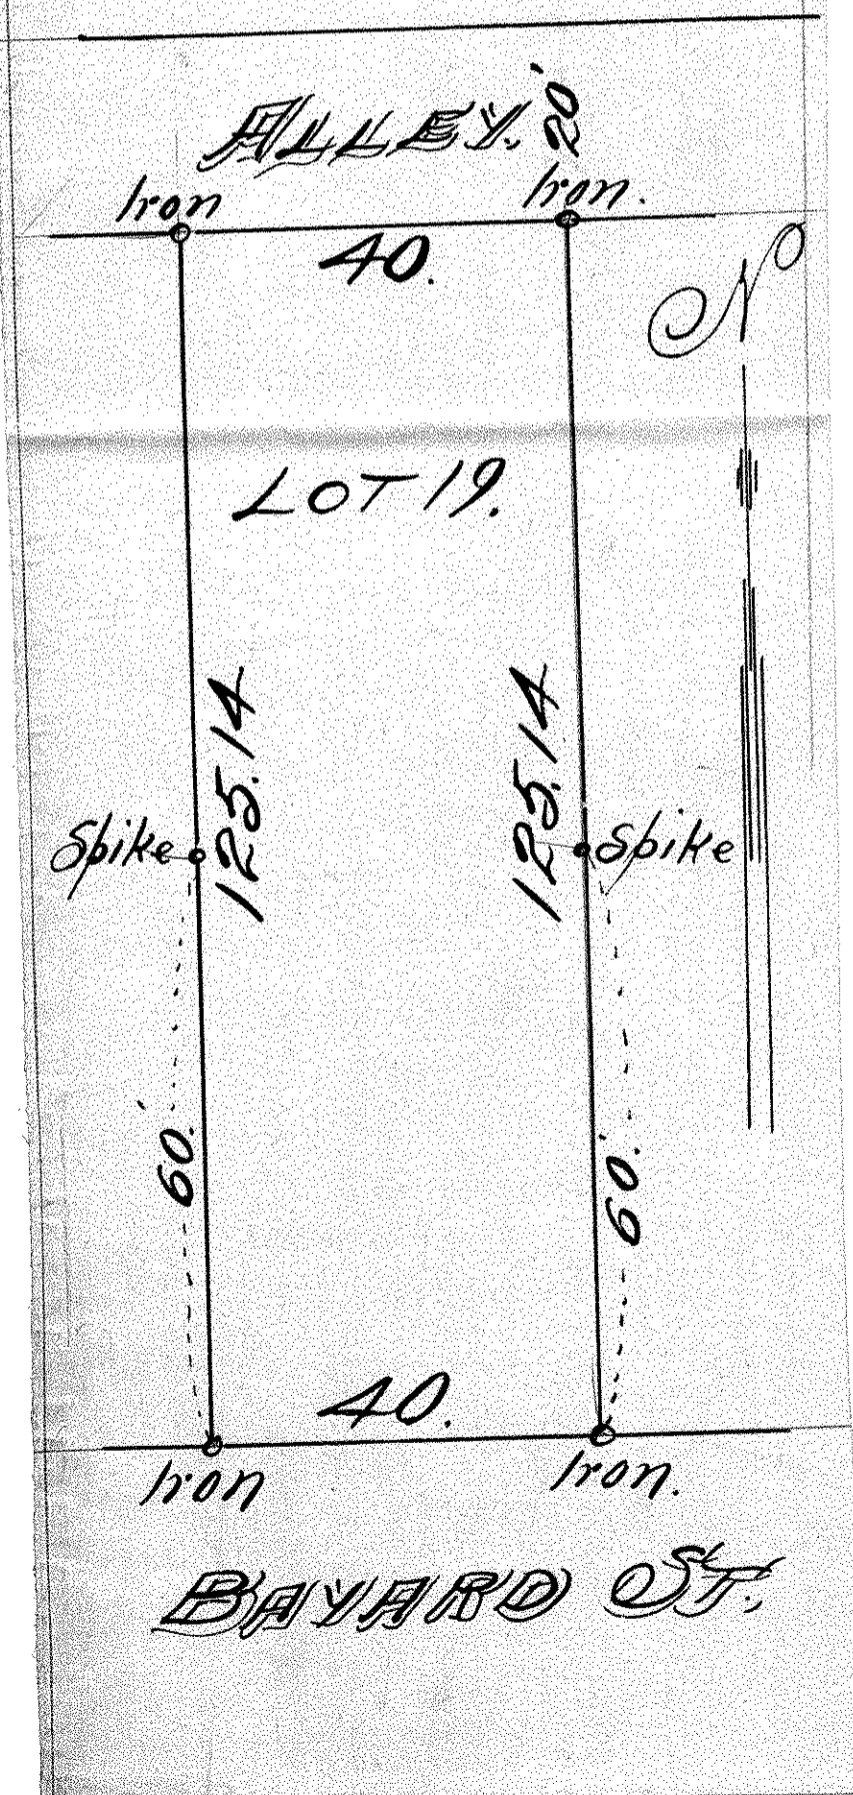 ALLEY. 20'
Iron
Iron.
40.
N
LOT 19.
125.14
125.14
Spike
Spike
60.'
60.'
40.
Iron
Iron.
BAYARD ST.